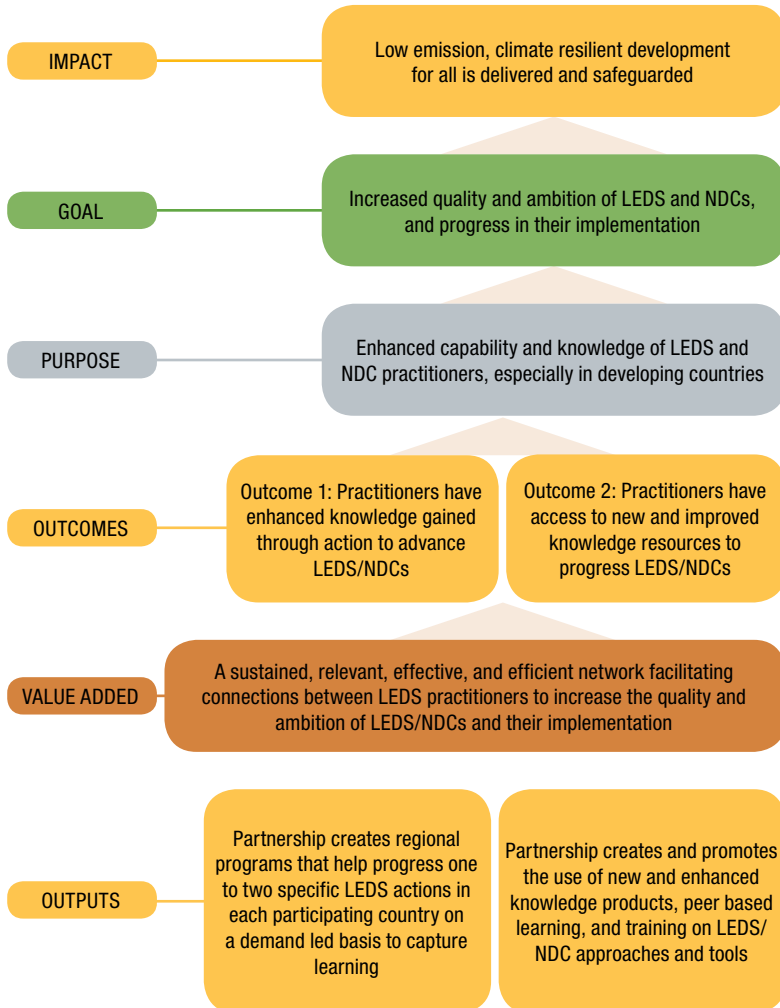 IMPACT
Low emission, climate resilient development
for all is delivered and safeguarded
GOAL
Increased quality and ambition of LEDS and NDCs,
and progress in their implementation
PURPOSE
Enhanced capability and knowledge of LEDS and
NDC practitioners, especially in developing countries
OUTCOMES
Outcome 1: Practitioners have
enhanced knowledge gained
through action to advance
LEDS/NDCs
Outcome 2: Practitioners have
access to new and improved
knowledge resources to
progress LEDS/NDCs
VALUE ADDED
A sustained, relevant, effective, and efficient network facilitating
connections between LEDS practitioners to increase the quality and
ambition of LEDS/NDCs and their implementation
OUTPUTS
Partnership creates regional
programs that help progress one
to two specific LEDS actions in
each participating country on
a demand led basis to capture
learning
Partnership creates and promotes
the use of new and enhanced
knowledge products, peer based
learning, and training on LEDS/
NDC approaches and tools